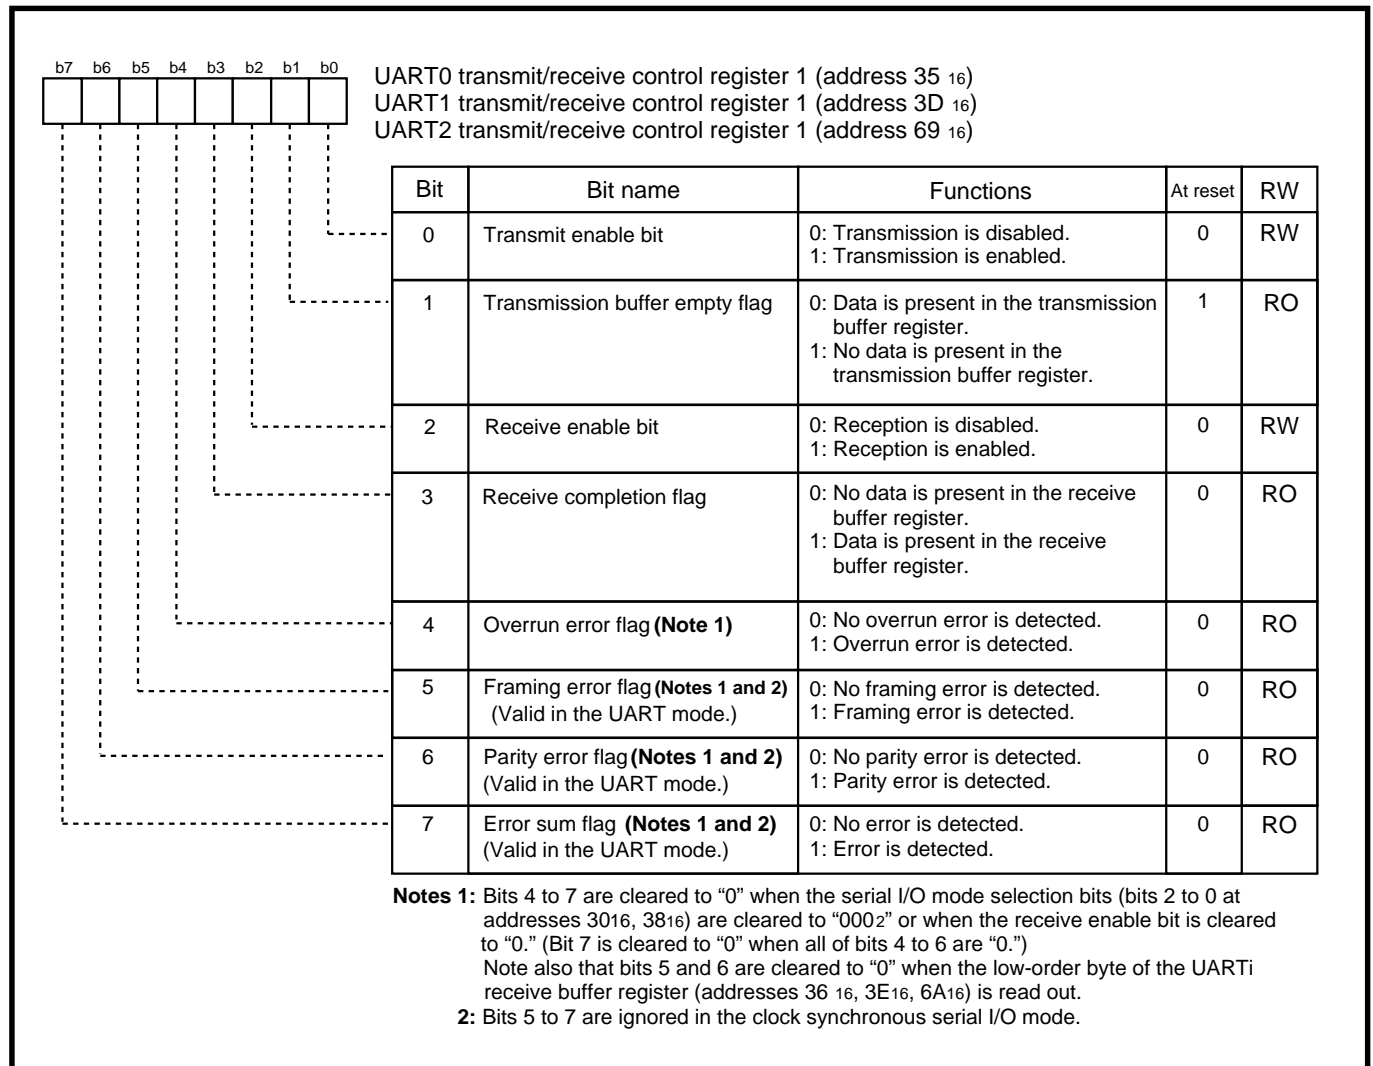 b7 b6 b5 b4 b3 b2 b1 b0
UART0 transmit/receive control register 1 (address 35 16)
UART1 transmit/receive control register 1 (address 3D 16)
UART2 transmit/receive control register 1 (address 69 16)
Bit Bit name Functions At reset RW
0 Transmit enable bit 0: Transmission is disabled. 0 RW
1: Transmission is enabled.
1 Transmission buffer empty flag 0: Data is present in the transmission 1 RO
buffer register.
1: No data is present in the
transmission buffer register.
2 Receive enable bit 0: Reception is disabled. 0 RW
1: Reception is enabled.
3 Receive completion flag 0: No data is present in the receive 0 RO
buffer register.
1: Data is present in the receive
buffer register.
4 Overrun error flag (Note 1) 0: No overrun error is detected. 0 RO
1: Overrun error is detected.
5 Framing error flag (Notes 1 and 2) 0: No framing error is detected. 0 RO
(Valid in the UART mode.) 1: Framing error is detected.
6 Parity error flag (Notes 1 and 2) 0: No parity error is detected. 0 RO
(Valid in the UART mode.) 1: Parity error is detected.
7 Error sum flag (Notes 1 and 2) 0: No error is detected. 0 RO
(Valid in the UART mode.) 1: Error is detected.
Notes 1: Bits 4 to 7 are cleared to “0” when the serial I/O mode selection bits (bits 2 to 0 at
addresses 3016, 3816) are cleared to “0002” or when the receive enable bit is cleared
to “0.” (Bit 7 is cleared to “0” when all of bits 4 to 6 are “0.”)
Note also that bits 5 and 6 are cleared to “0” when the low-order byte of the UARTi
receive buffer register (addresses 36 16, 3E16, 6A16) is read out.
2: Bits 5 to 7 are ignored in the clock synchronous serial I/O mode.